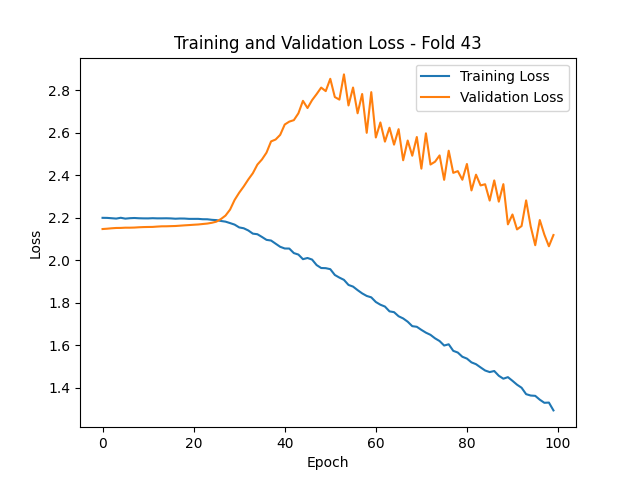 Training and Validation Loss - Fold 43
Training Loss
Validation Loss
Loss
2.8
2.6
2.4
2.2
2.0
1.8
1.6
1.4
0 20 40 60 80 100
Epoch